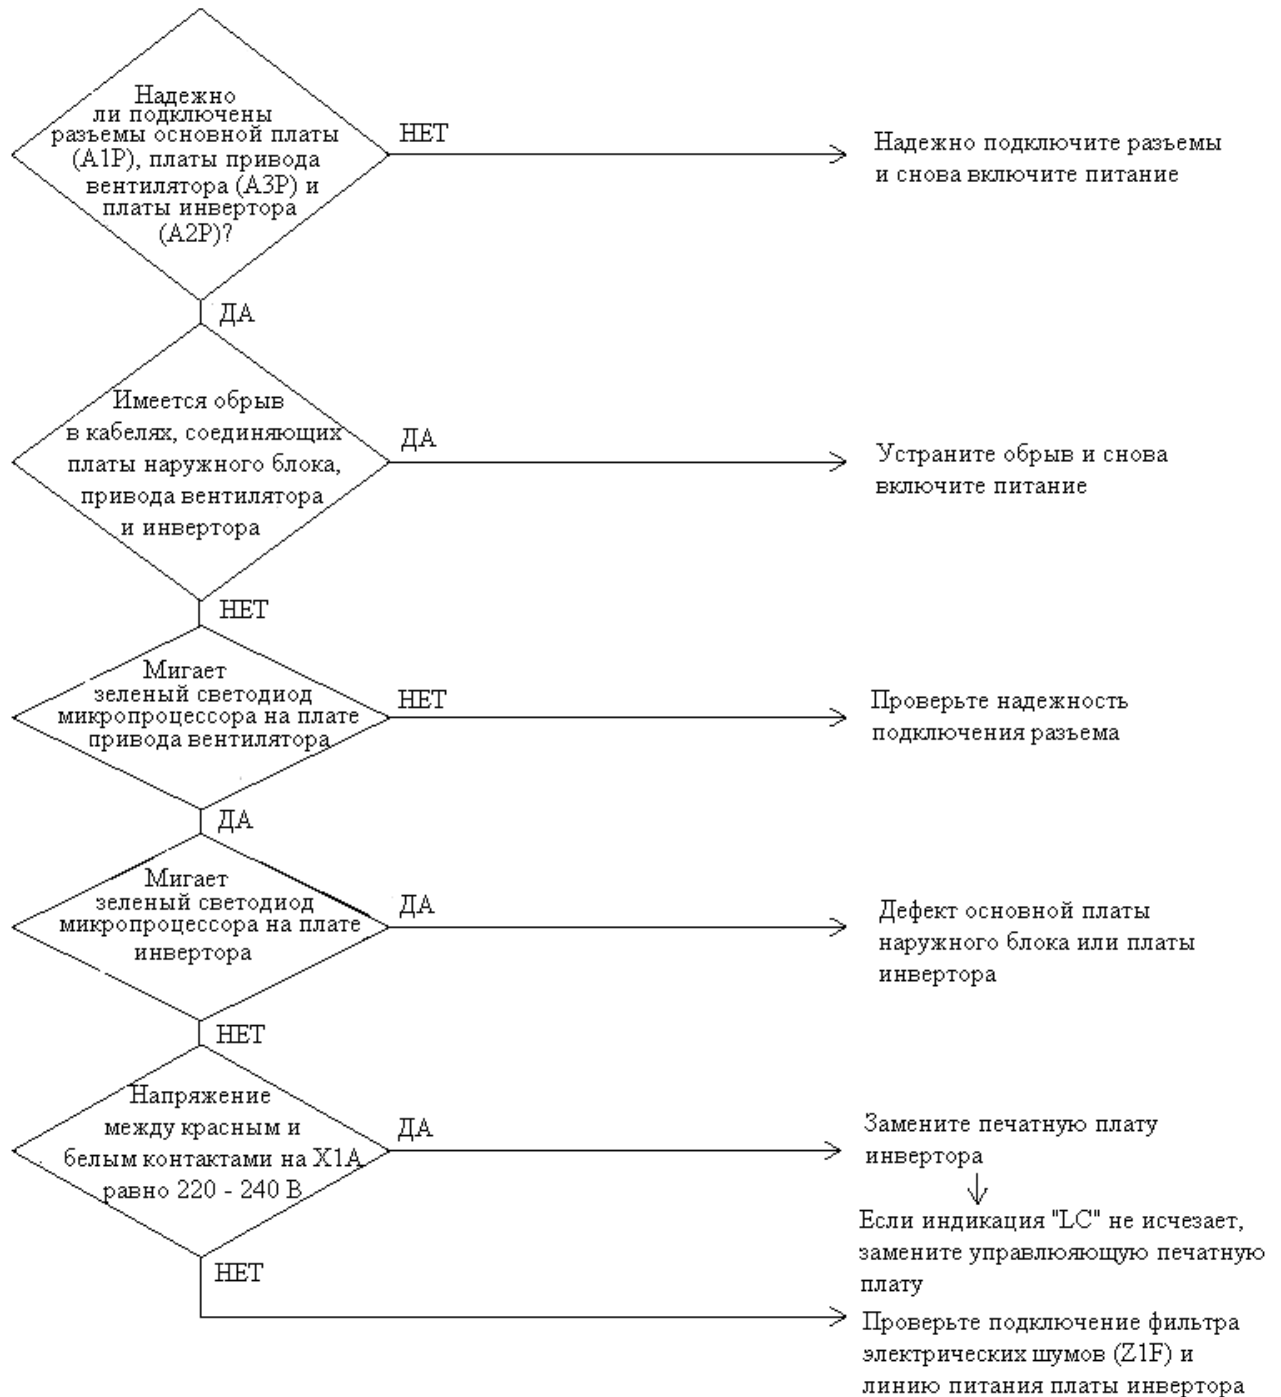 Надежно
ли подключены
разъемы основной платы
(А1Р), платы привода
вентилятора (А3Р) и
платы инвертора
(А2Р)?
НЕТ
Надежно подключите разъемы
и снова включите питание
ДА
Имеется обрыв
в кабелях, соединяющих
платы наружного блока,
привода вентилятора
и инвертора
ДА
Устраните обрыв и снова
включите питание
НЕТ
Мигает
зеленый светодиод
микропроцессора на плате
привода вентилятора
НЕТ
Проверьте надежность
подключения разъема
ДА
Мигает
зеленый светодиод
микропроцессора на плате
инвертора
ДА
Дефект основной платы
наружного блока или платы
инвертора
НЕТ
Напряжение
между красным и
белым контактами на X1A
равно 220 - 240 В
ДА
Замените печатную плату
инвертора
Если индикация "LC" не исчезает,
замените управлюяющую печатную
плату
НЕТ
Проверьте подключение фильтра
электрических шумов (Z1F) и
линию питания платы инвертора